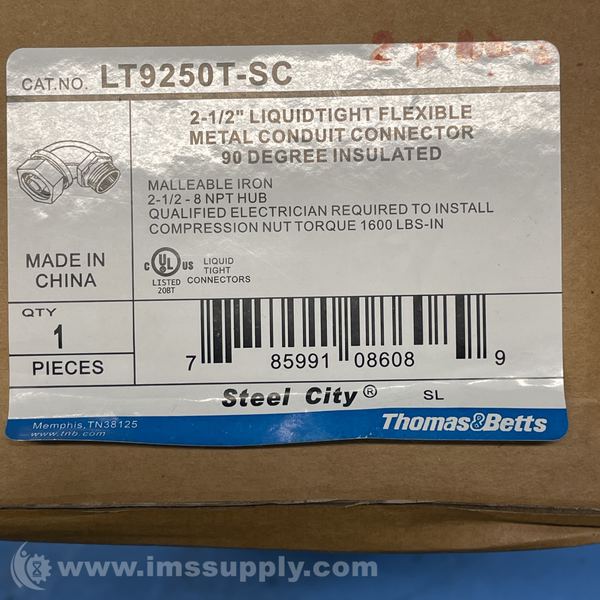 CAT.NO. LT9250T-SC
2-1/2" LIQUIDTIGHT FLEXIBLE
METAL CONDUIT CONNECTOR
90 DEGREE INSULATED
MALLEABLE IRON
2-1/2 - 8 NPT HUB
QUALIFIED ELECTRICIAN REQUIRED TO INSTALL
COMPRESSION NUT TORQUE 1600 LBS-IN
MADE IN
CHINA
C UL US
LISTED
20BT
LIQUID
TIGHT
CONNECTORS
QTY
1
PIECES
7 85991 08608 9
Steel City® SL
Memphis,TN38125
www.tnb.com
Thomas&Betts
www.imssupply.com